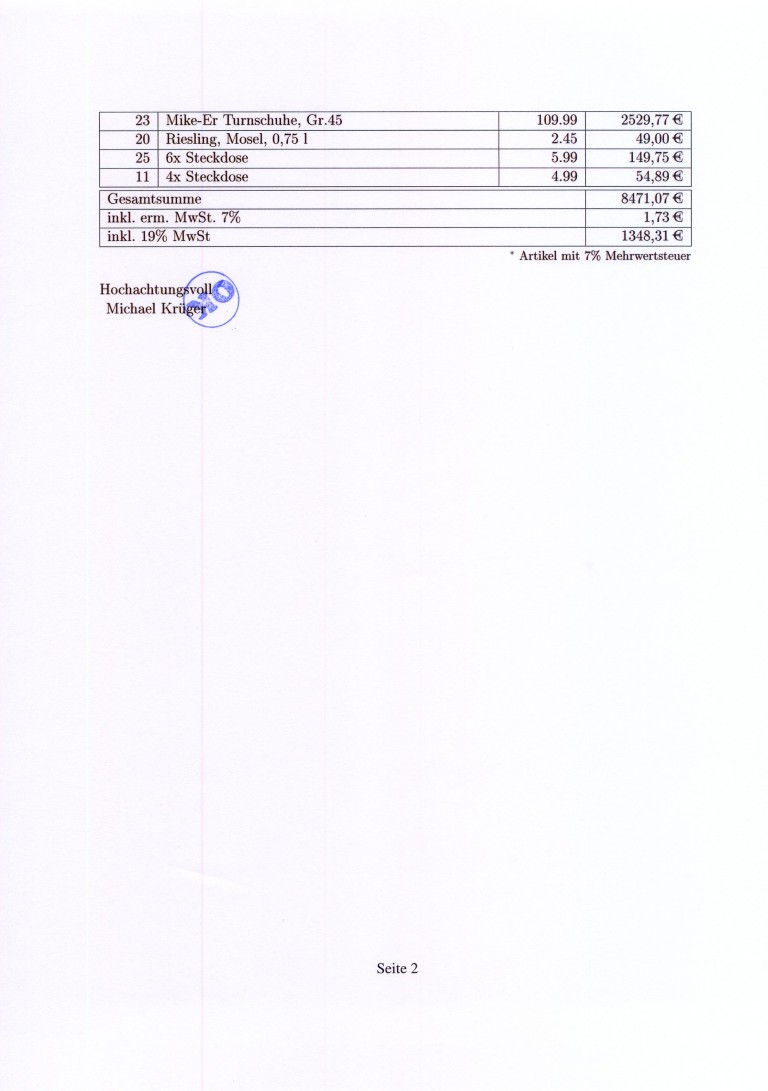 23 Mike-Er Turnschuhe, Gr.45 109.99 2529,77 €
20 Riesling, Mosel, 0,75 l 2.45 49,00 €
25 6x Steckdose 5.99 149,75 €
11 4x Steckdose 4.99 54,89 €
Gesamtsumme 8471,07 €
inkl. erm. MwSt. 7% 1,73 €
inkl. 19% MwSt 1348,31 €
* Artikel mit 7% Mehrwertsteuer
Hochachtungsvoll
Michael Krüger
Seite 2